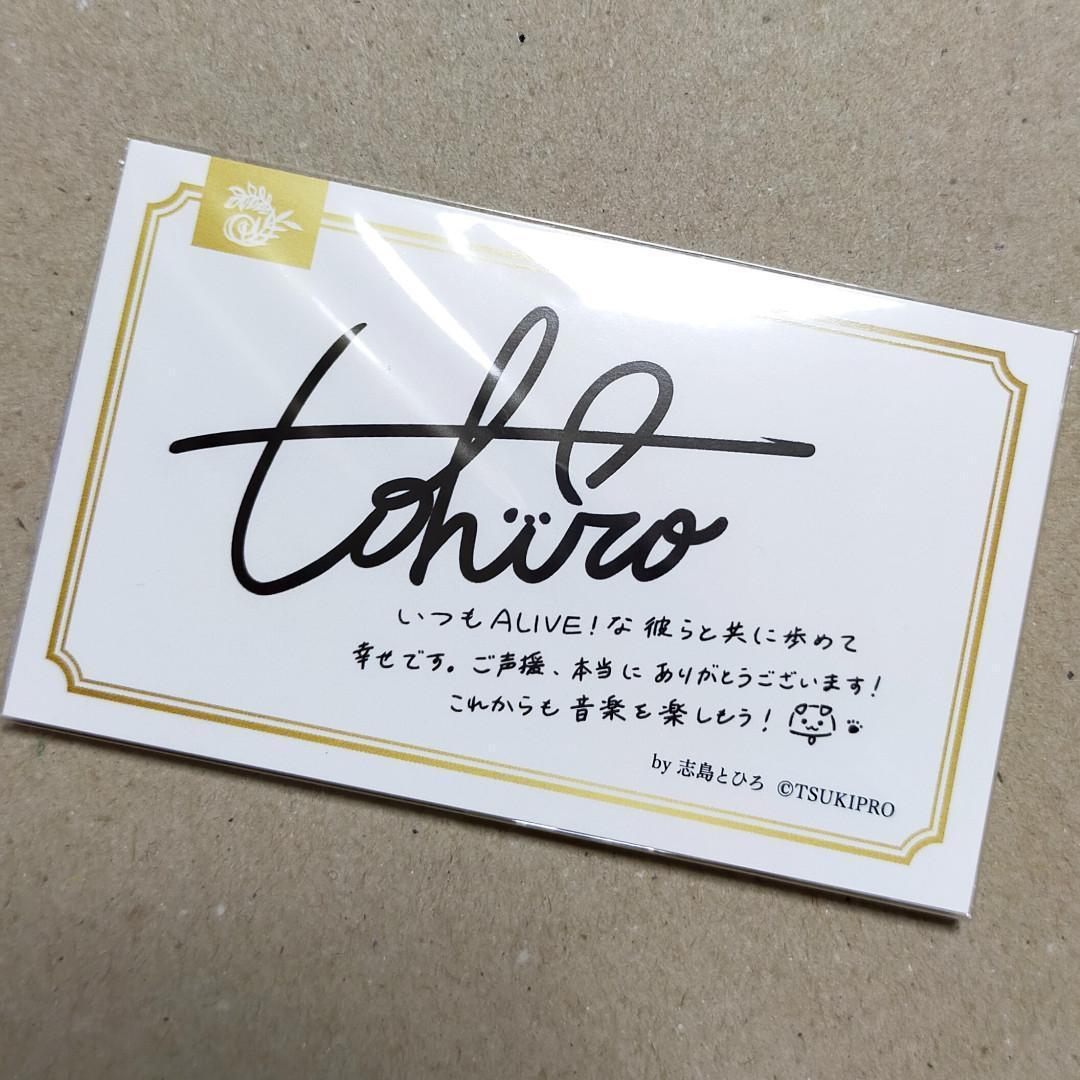 tohiro
いつもALIVE!な彼らと共に歩めて
幸せです。ご声援、本当にありがとうございます!
これからも音楽を楽しもう!
by 志島とひろ ©TSUKIPRO